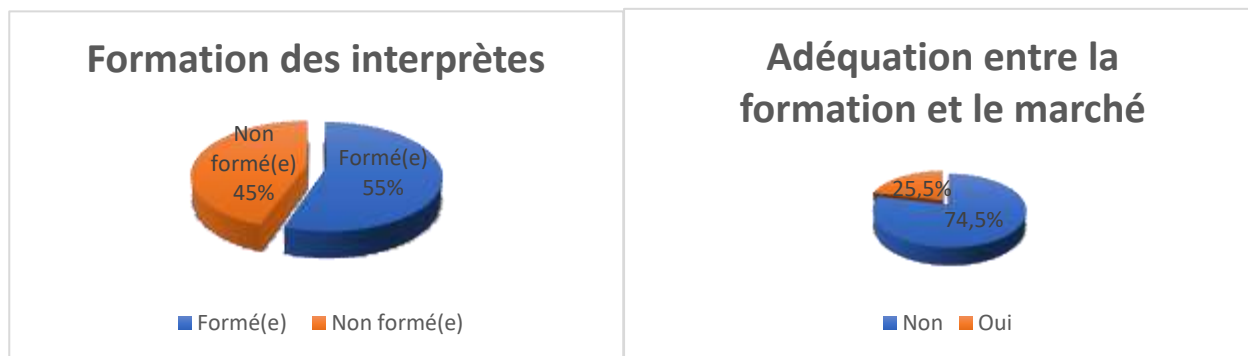 Formation des interprètes
Non
formé(e)
45%
Formé(e)
55%
Formé(e) Non formé(e)
Adéquation entre la
formation et le marché
25,5%
74,5%
Non Oui